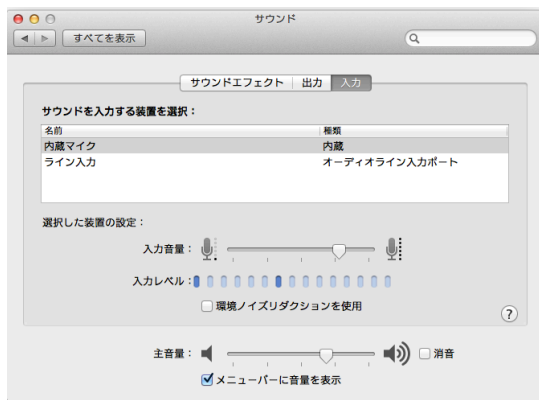 サウンド
すべてを表示
サウンドエフェクト 出力 入力
サウンドを入力する装置を選択：
名前 種類
内蔵マイク 内蔵
ライン入力 オーディオライン入力ポート
選択した装置の設定：
入力音量：
入力レベル：
環境ノイズリダクションを使用
?
主音量： 消音
メニューバーに音量を表示